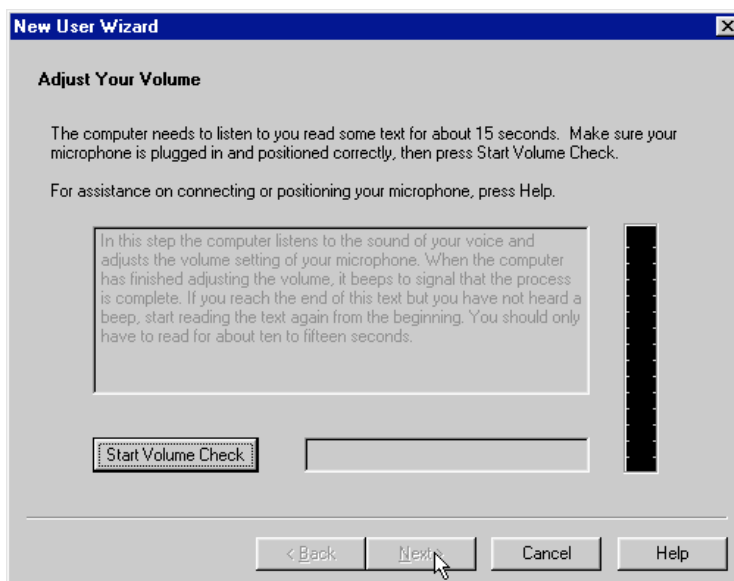 New User Wizard
Adjust Your Volume
The computer needs to listen to you read some text for about 15 seconds. Make sure your
microphone is plugged in and positioned correctly, then press Start Volume Check.
For assistance on connecting or positioning your microphone, press Help.
In this step the computer listens to the sound of your voice and
adjusts the volume setting of your microphone. When the computer
has finished adjusting the volume, it beeps to signal that the process
is complete. If you reach the end of this text but you have not heard a
beep, start reading the text again from the beginning. You should only
have to read for about ten to fifteen seconds.
Start Volume Check
< Back Next > Cancel Help